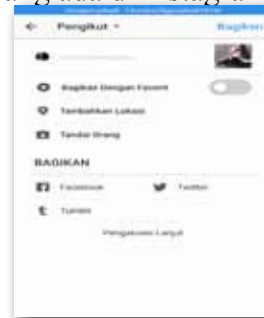 Pengikut
Bagikan
Bagikan Dengan Favorit
Tambahkan Lokasi
Tandai Orang
BAGIKAN
Facebook
Twitter
Tumblr
Pengaturan Lanjut